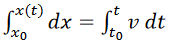 ∫_{x_0}^{x(t)} dx = ∫_{t_0}^{t} v dt